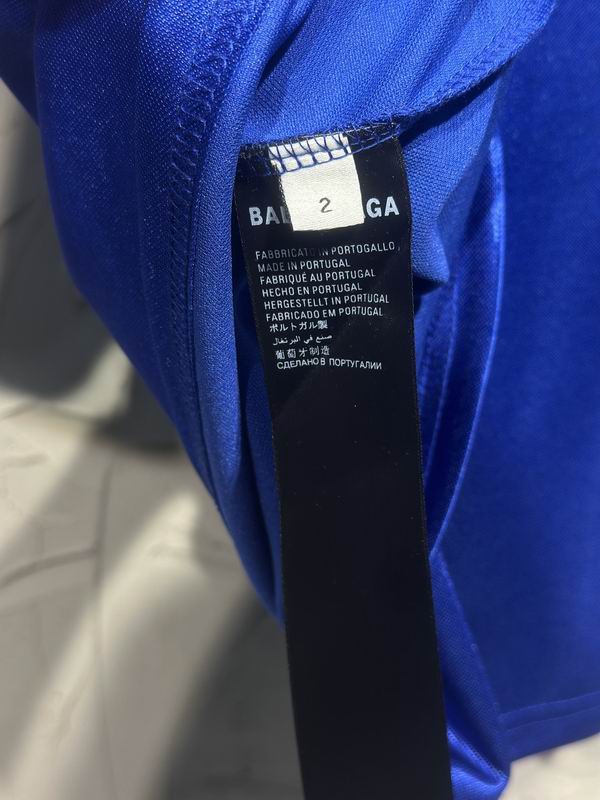 2
BAL GA
FABBRICATO IN PORTOGALLO,
MADE IN PORTUGAL
FABRIQUÉ AU PORTUGAL
HECHO EN PORTUGAL
HERGESTELLT IN PORTUGAL
FABRICADO EM PORTUGAL
ポルトガル製
صنع في البرتغال
葡萄牙制造
СДЕЛАНО В ПОРТУГАЛИИ